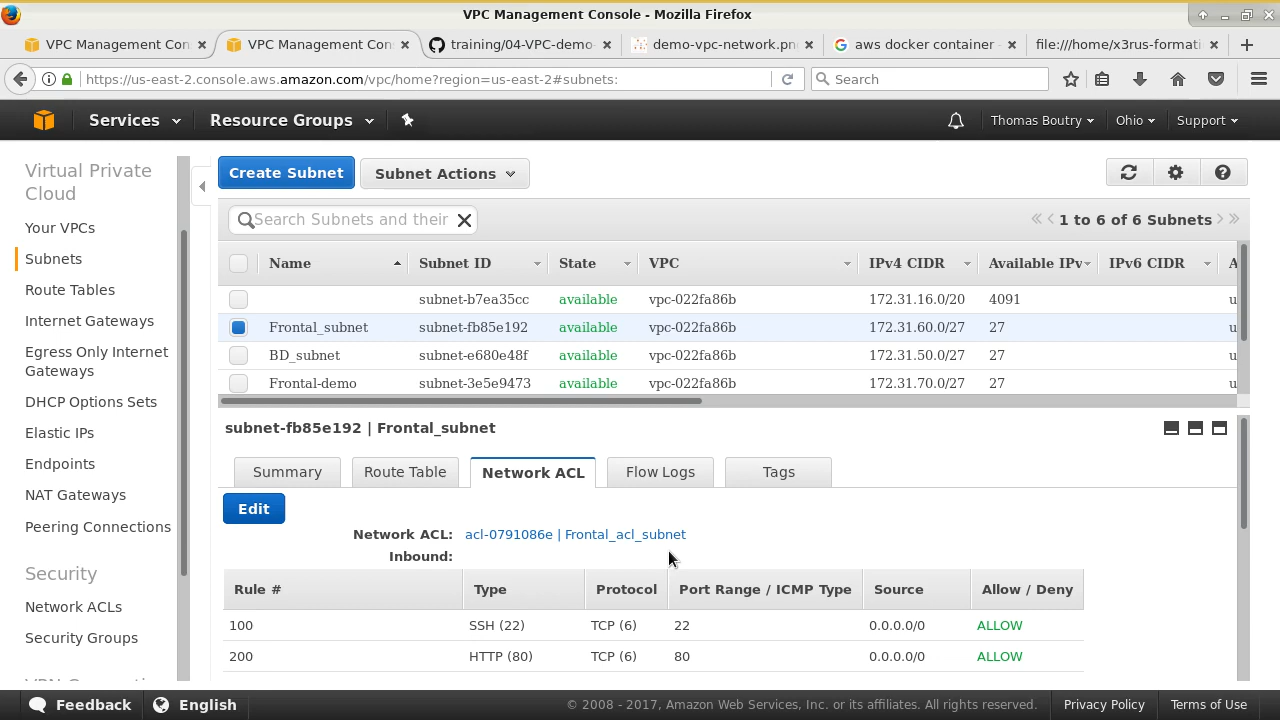 VPC Management Console - Mozilla Firefox
VPC Management Con
VPC Management Con
training/04-VPC-demo-
demo-vpc-network.pn
aws docker container -
file:///home/x3rus-formati
https://us-east-2.console.aws.amazon.com/vpc/home?region=us-east-2#subnets:
Search
Services
Resource Groups
Thomas Boutry
Ohio
Support
Virtual Private
Cloud
Your VPCs
Subnets
Route Tables
Internet Gateways
Egress Only Internet
Gateways
DHCP Options Sets
Elastic IPs
Endpoints
NAT Gateways
Peering Connections
Security
Network ACLs
Security Groups
Create Subnet
Subnet Actions
Search Subnets and their
1 to 6 of 6 Subnets
Name Subnet ID State VPC IPv4 CIDR Available IPv IPv6 CIDR A
subnet-b7ea35cc available vpc-022fa86b 172.31.16.0/20 4091 u
Frontal_subnet subnet-fb85e192 available vpc-022fa86b 172.31.60.0/27 27 u
BD_subnet subnet-e680e48f available vpc-022fa86b 172.31.50.0/27 27 u
Frontal-demo subnet-3e5e9473 available vpc-022fa86b 172.31.70.0/27 27 u
subnet-fb85e192 | Frontal_subnet
Summary
Route Table
Network ACL
Flow Logs
Tags
Edit
Network ACL: acl-0791086e | Frontal_acl_subnet
Inbound:
Rule # Type Protocol Port Range / ICMP Type Source Allow / Deny
100 SSH (22) TCP (6) 22 0.0.0.0/0 ALLOW
200 HTTP (80) TCP (6) 80 0.0.0.0/0 ALLOW
Feedback
English
© 2008 - 2017, Amazon Web Services, Inc. or its affiliates. All rights reserved.
Privacy Policy
Terms of Use